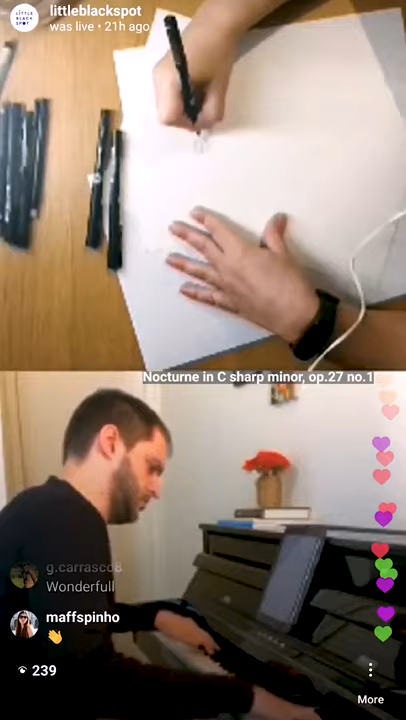 LITTLE
BLACK
SPOT
littleblackspot
was live • 21h ago
Nocturne in C sharp minor, op.27 no.1
g.carrasco8
Wonderfull
maffspinho
👏
239
More